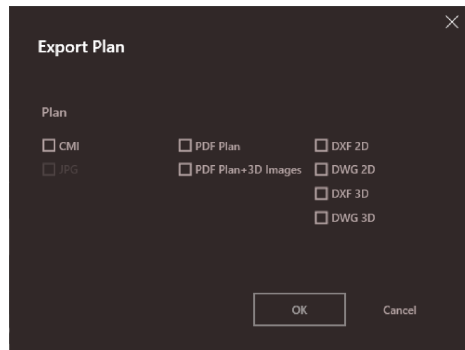 Export Plan
Plan
CMI
PDF Plan
DXF 2D
JPG
PDF Plan+3D Images
DWG 2D
DXF 3D
DWG 3D
OK
Cancel